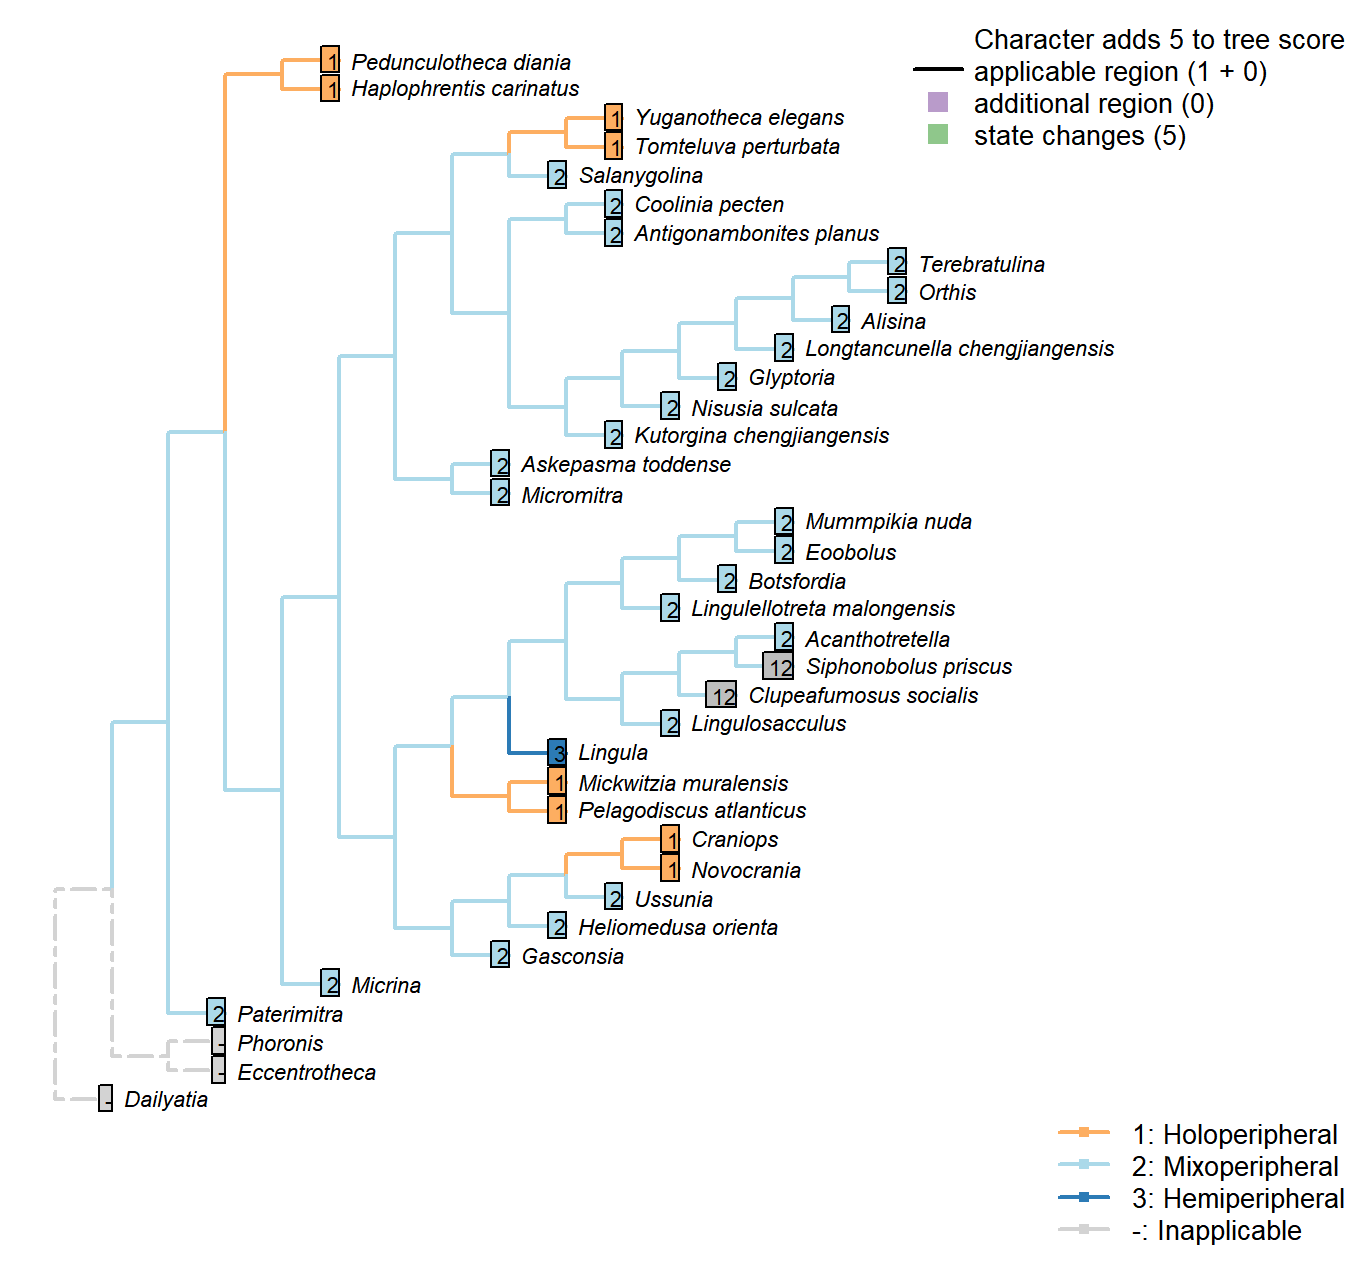 Character adds 5 to tree score
applicable region (1 + 0)
additional region (0)
state changes (5)
1 Pedunculotheca diania
1 Haplophrentis carinatus
1 Yuganotheca elegans
1 Tomteluva perturbata
2 Salanygolina
2 Coolinia pecten
2 Antigonambonites planus
2 Terebratulina
2 Orthis
2 Alisina
2 Longtancunella chengjiangensis
2 Glyptoria
2 Nisusia sulcata
2 Kutorgina chengjiangensis
2 Askepasma toddense
2 Micromitra
2 Mummpikia nuda
2 Eoobolus
2 Botsfordia
2 Lingulellotreta malongensis
2 Acanthotretella
12 Siphonobolus priscus
12 Clupeafumosus socialis
2 Lingulosacculus
3 Lingula
1 Mickwitzia muralensis
1 Pelagodiscus atlanticus
1 Craniops
1 Novocrania
2 Ussunia
2 Heliomedusa orienta
2 Gasconsia
2 Micrina
2 Paterimitra
- Phoronis
- Eccentrotheca
- Dailyatia
1: Holoperipheral
2: Mixoperipheral
3: Hemiperipheral
-: Inapplicable